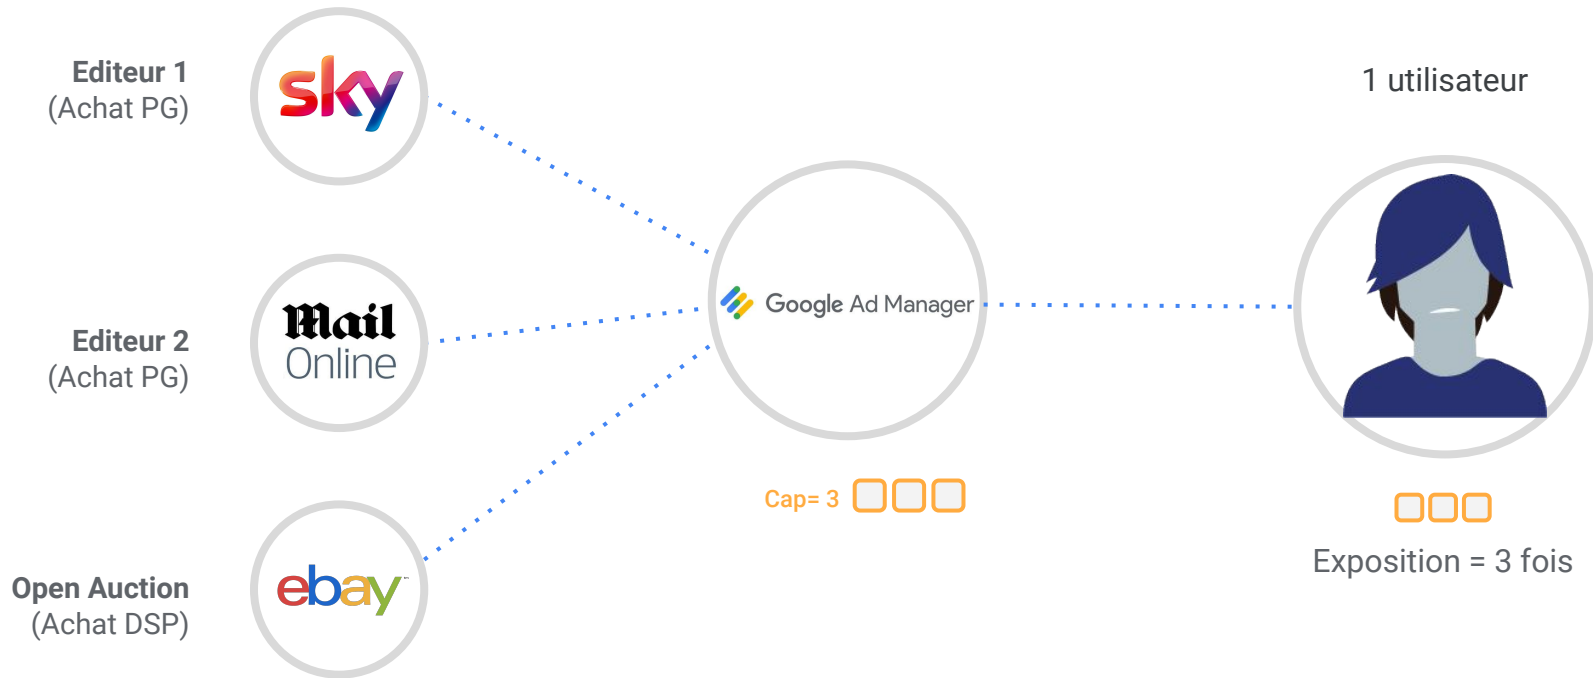 Editeur 1
(Achat PG)
sky
Editeur 2
(Achat PG)
Mail
Online
Open Auction
(Achat DSP)
ebay™
Google Ad Manager
Cap= 3
1 utilisateur
Exposition = 3 fois